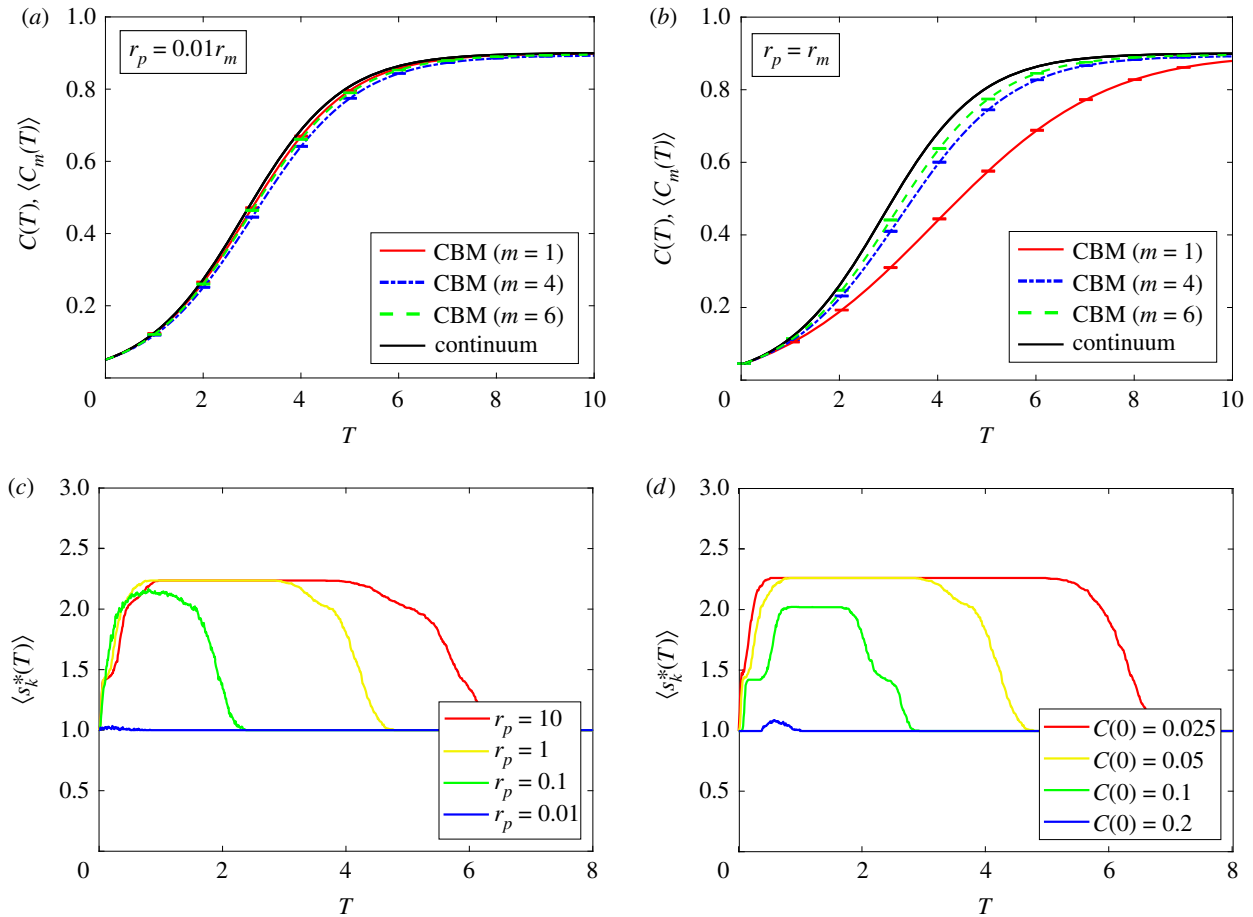 (a)
r_p = 0.01r_m
C(T), ⟨C_m(T)⟩
1.0
0.8
0.6
0.4
0.2
0
2
4
6
8
10
T
CBM (m = 1)
CBM (m = 4)
CBM (m = 6)
continuum
(b)
r_p = r_m
C(T), ⟨C_m(T)⟩
1.0
0.8
0.6
0.4
0.2
0
2
4
6
8
10
T
CBM (m = 1)
CBM (m = 4)
CBM (m = 6)
continuum
(c)
⟨s_k^*(T)⟩
3.0
2.5
2.0
1.5
1.0
0.5
0
2
4
6
8
T
r_p = 10
r_p = 1
r_p = 0.1
r_p = 0.01
(d)
⟨s_k^*(T)⟩
3.0
2.5
2.0
1.5
1.0
0.5
0
2
4
6
8
T
C(0) = 0.025
C(0) = 0.05
C(0) = 0.1
C(0) = 0.2